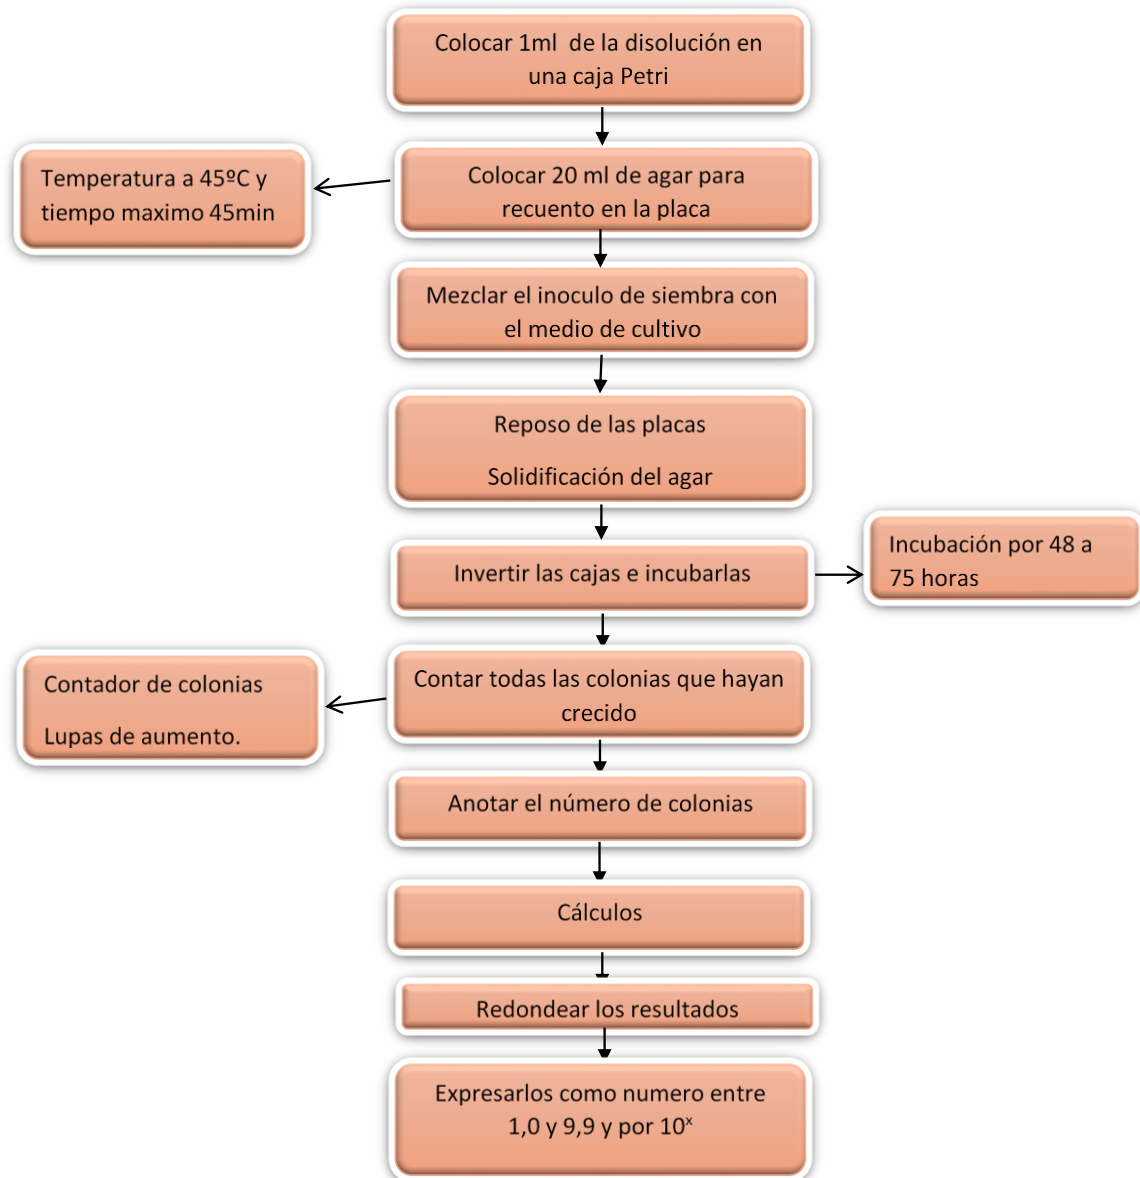 Colocar 1ml  de la disolución en
una caja Petri
Colocar 20 ml de agar para
recuento en la placa
Temperatura a 45ºC y
tiempo maximo 45min
Mezclar el inoculo de siembra con
el medio de cultivo
Reposo de las placas
Solidificación del agar
Invertir las cajas e incubarlas
Incubación por 48 a
75 horas
Contar todas las colonias que hayan
crecido
Contador de colonias
Lupas de aumento.
Anotar el número de colonias
Cálculos
Redondear los resultados
Expresarlos como numero entre
1,0 y 9,9 y por 10ˣ